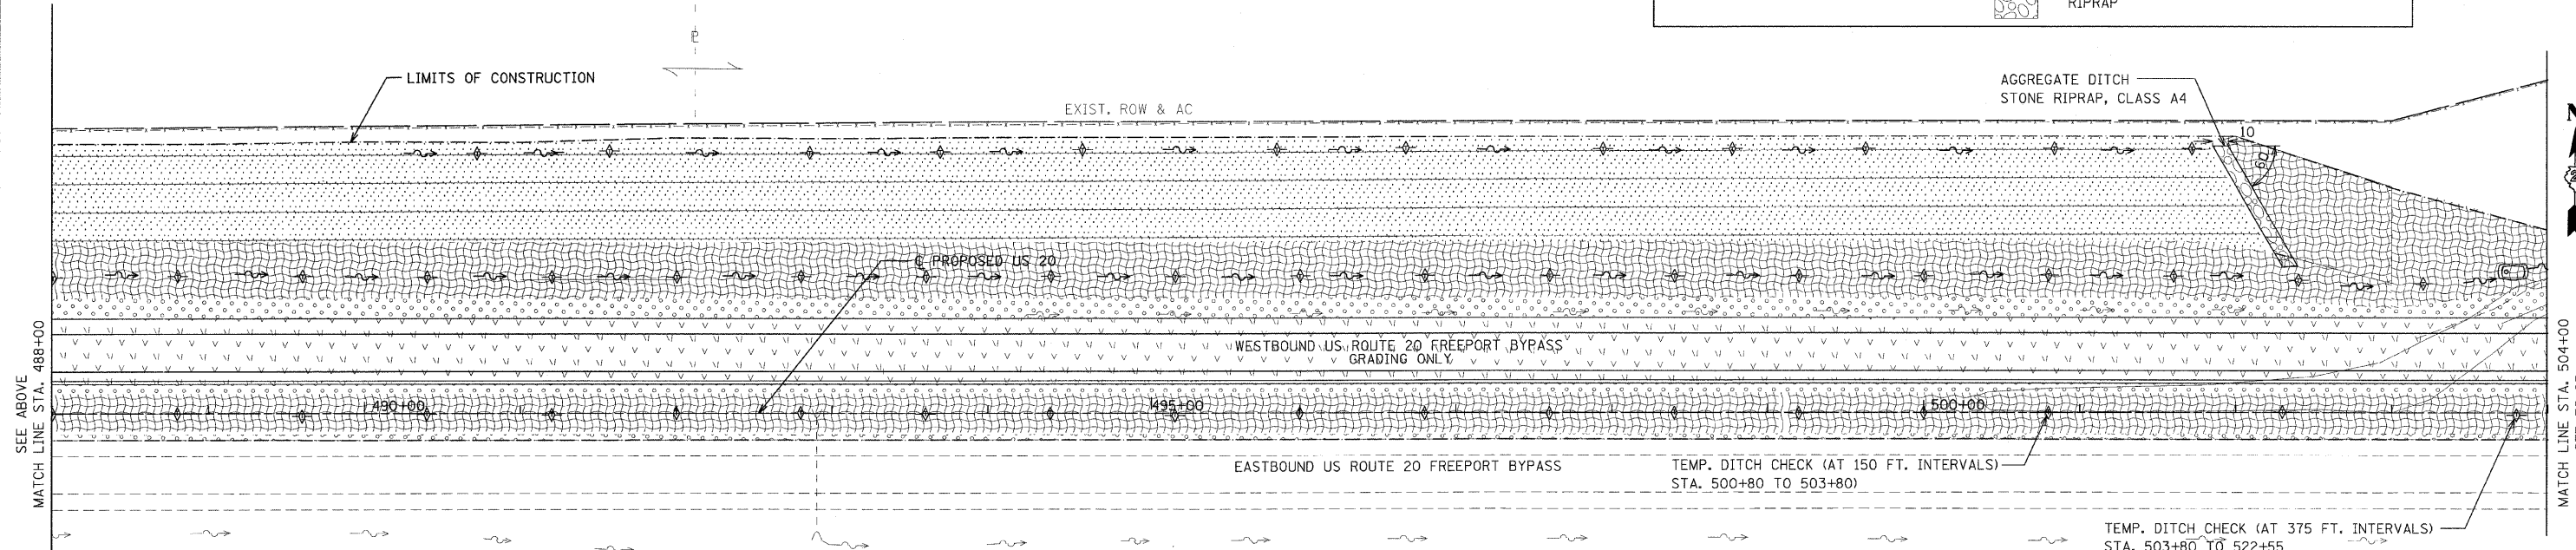 RIPRAP
P
LIMITS OF CONSTRUCTION
AGGREGATE DITCH
STONE RIPRAP, CLASS A4
EXIST. ROW & AC
N
10
60
℄ PROPOSED US 20
SEE ABOVE
MATCH LINE STA. 488+00
WESTBOUND US ROUTE 20 FREEPORT BYPASS
GRADING ONLY
MATCH LINE STA. 504+00
490+00
495+00
500+00
EASTBOUND US ROUTE 20 FREEPORT BYPASS
TEMP. DITCH CHECK (AT 150 FT. INTERVALS)
STA. 500+80 TO 503+80)
TEMP. DITCH CHECK (AT 375 FT. INTERVALS)
STA. 503+80 TO 522+55